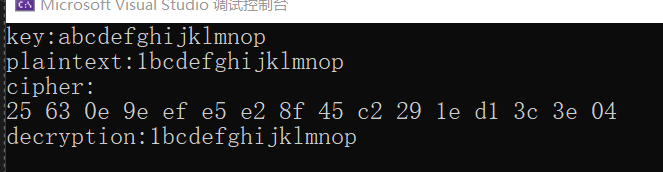 Microsoft Visual Studio 调试控制台
key:abcdefghijklmnop
plaintext:1bcdefghijklmnop
cipher:
25 63 0e 9e ef e5 e2 8f 45 c2 29 1e d1 3c 3e 04
decryption:1bcdefghijklmnop